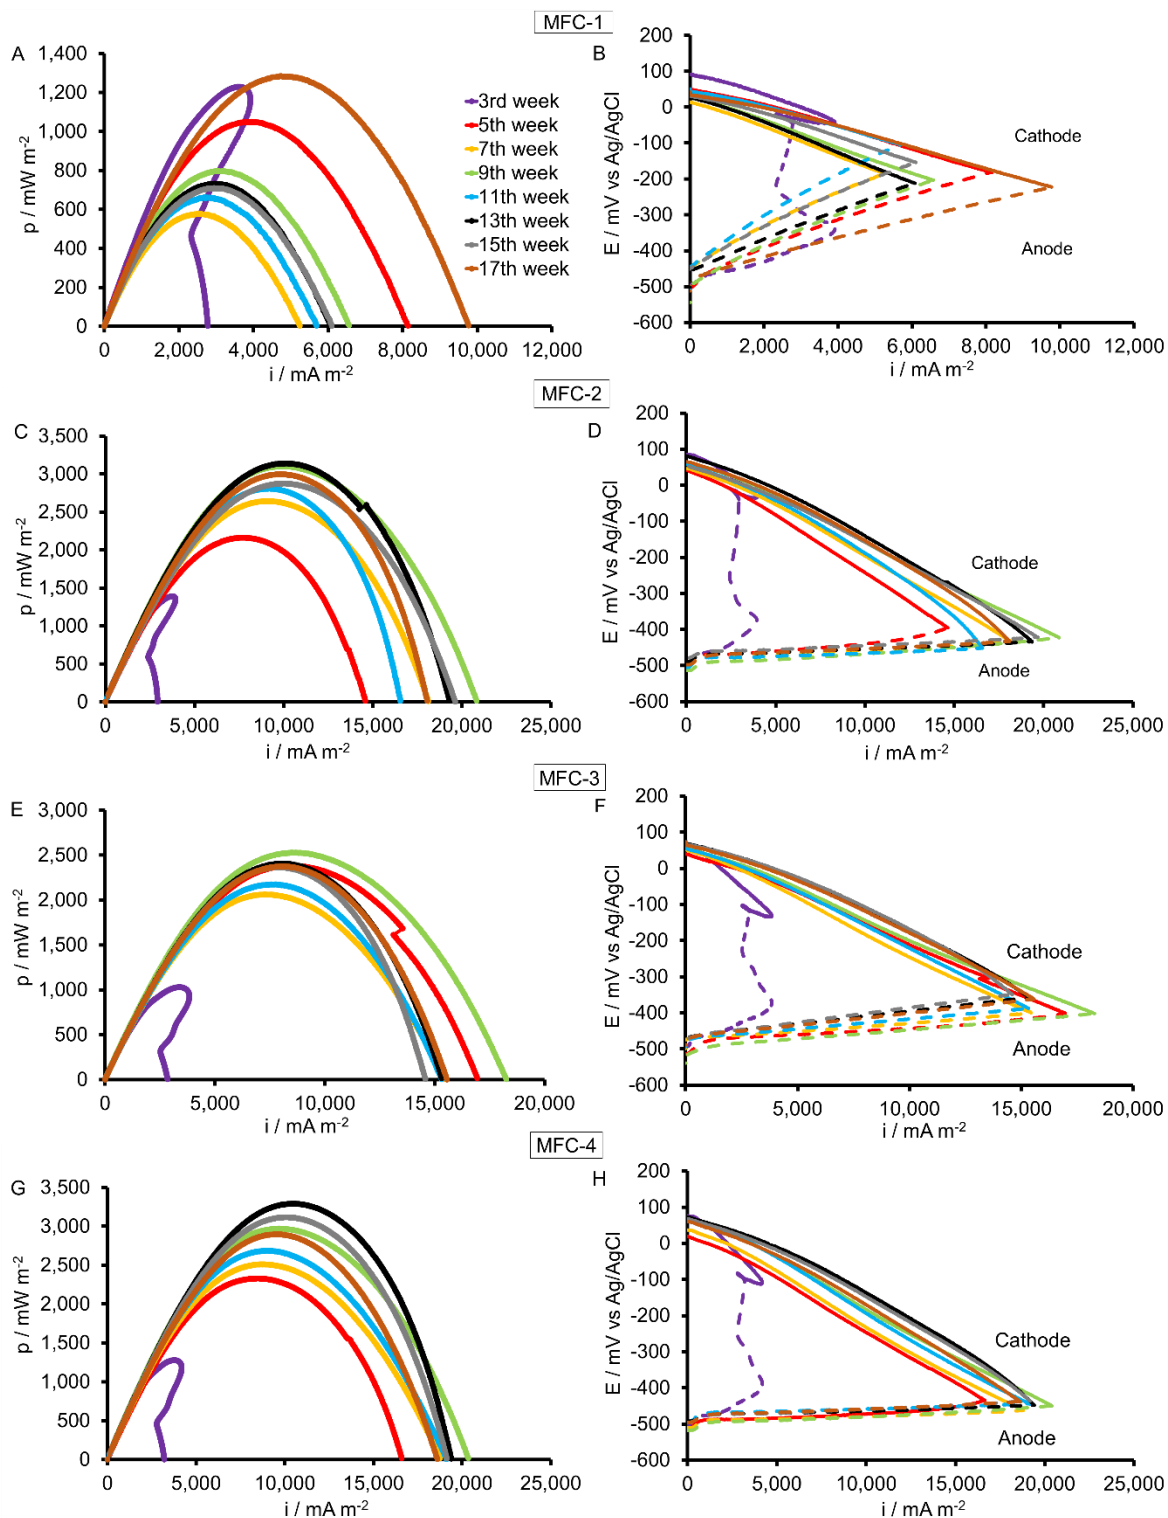 MFC-1
A
1,400
1,200
1,000
800
600
400
200
0
p / mW m-2
0 2,000 4,000 6,000 8,000 10,000 12,000
i / mA m-2
3rd week
5th week
7th week
9th week
11th week
13th week
15th week
17th week
B
200
100
0
-100
-200
-300
-400
-500
-600
E / mV vs Ag/AgCl
Cathode
Anode
0 2,000 4,000 6,000 8,000 10,000 12,000
i / mA m-2
MFC-2
C
3,500
3,000
2,500
2,000
1,500
1,000
500
0
p / mW m-2
0 5,000 10,000 15,000 20,000 25,000
i / mA m-2
D
200
100
0
-100
-200
-300
-400
-500
-600
E / mV vs Ag/AgCl
Cathode
Anode
0 5,000 10,000 15,000 20,000 25,000
i / mA m-2
MFC-3
E
3,000
2,500
2,000
1,500
1,000
500
0
p / mW m-2
0 5,000 10,000 15,000 20,000
i / mA m-2
F
200
100
0
-100
-200
-300
-400
-500
-600
E / mV vs Ag/AgCl
Cathode
Anode
0 5,000 10,000 15,000 20,000
i / mA m-2
MFC-4
G
3,500
3,000
2,500
2,000
1,500
1,000
500
0
p / mW m-2
0 5,000 10,000 15,000 20,000 25,000
i / mA m-2
H
200
100
0
-100
-200
-300
-400
-500
-600
E / mV vs Ag/AgCl
Cathode
Anode
0 5,000 10,000 15,000 20,000 25,000
i / mA m-2